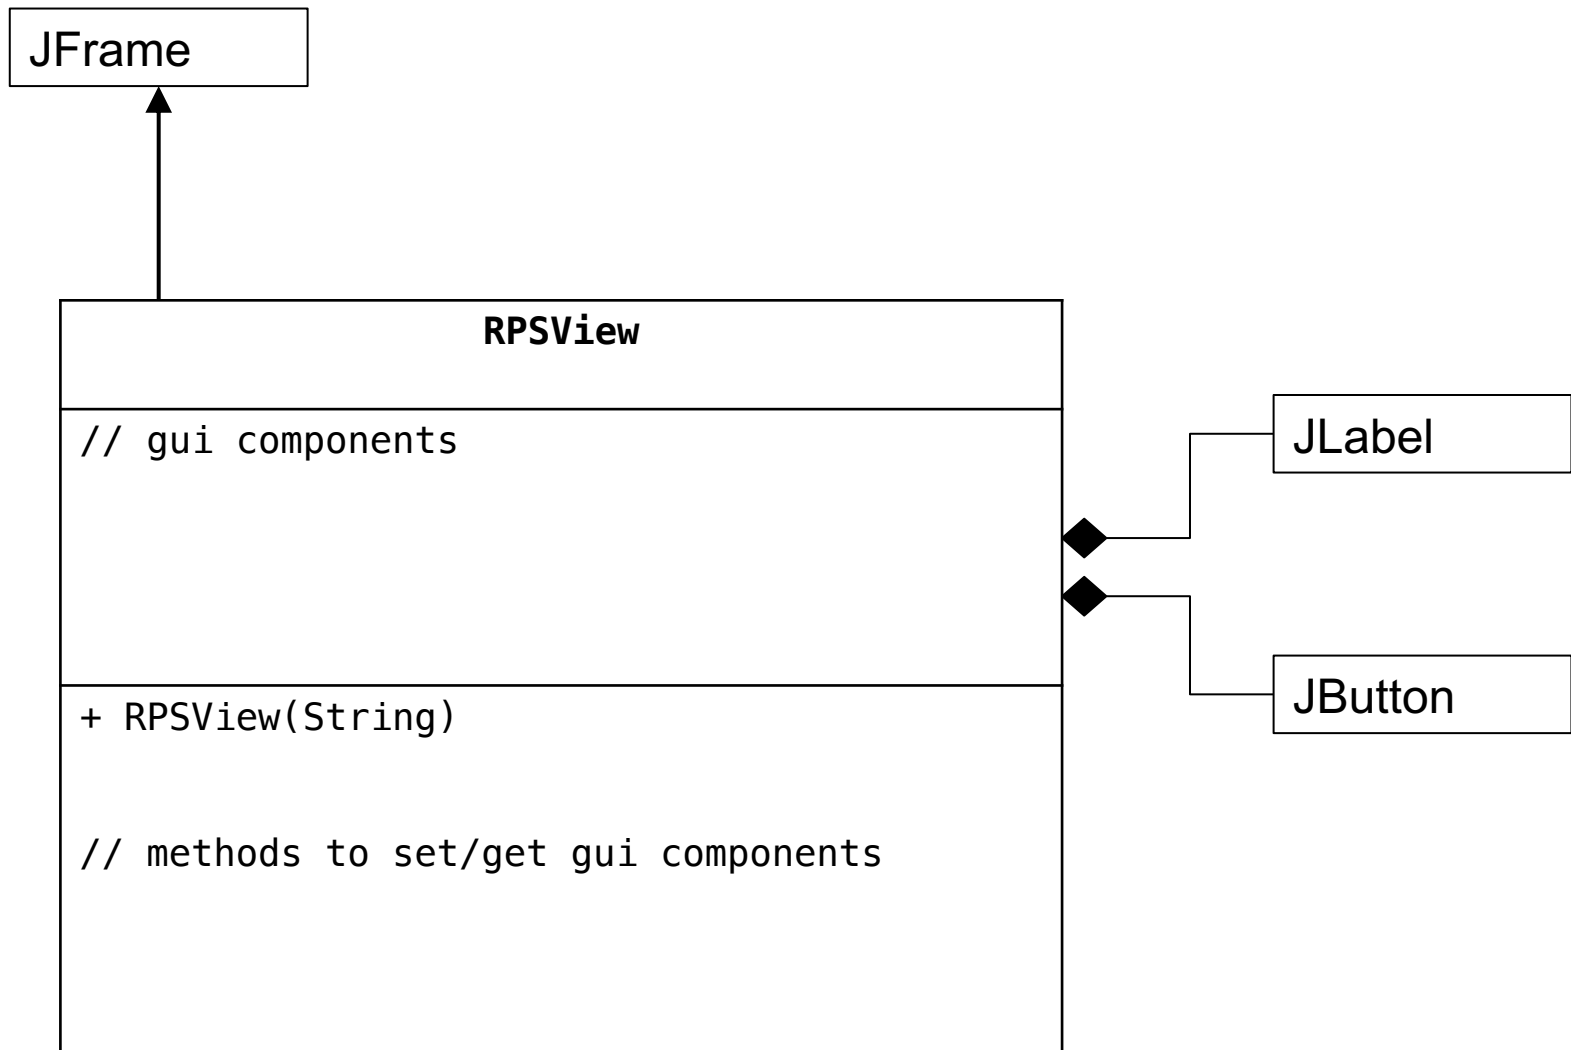 JFrame
RPSView
// gui components
JLabel
JButton
+ RPSView(String)
// methods to set/get gui components